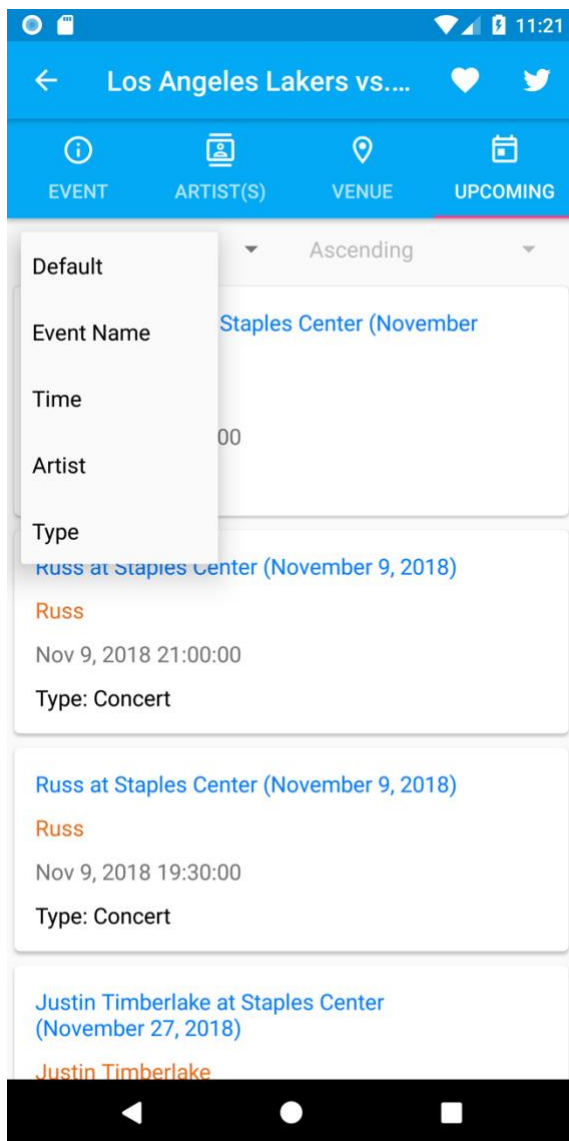 11:21
Los Angeles Lakers vs....
EVENT
ARTIST(S)
VENUE
UPCOMING
Ascending
Default
Event Name
Time
Artist
Type
Staples Center (November
00
Russ at Staples Center (November 9, 2018)
Russ
Nov 9, 2018 21:00:00
Type: Concert
Russ at Staples Center (November 9, 2018)
Russ
Nov 9, 2018 19:30:00
Type: Concert
Justin Timberlake at Staples Center
(November 27, 2018)
Justin Timberlake